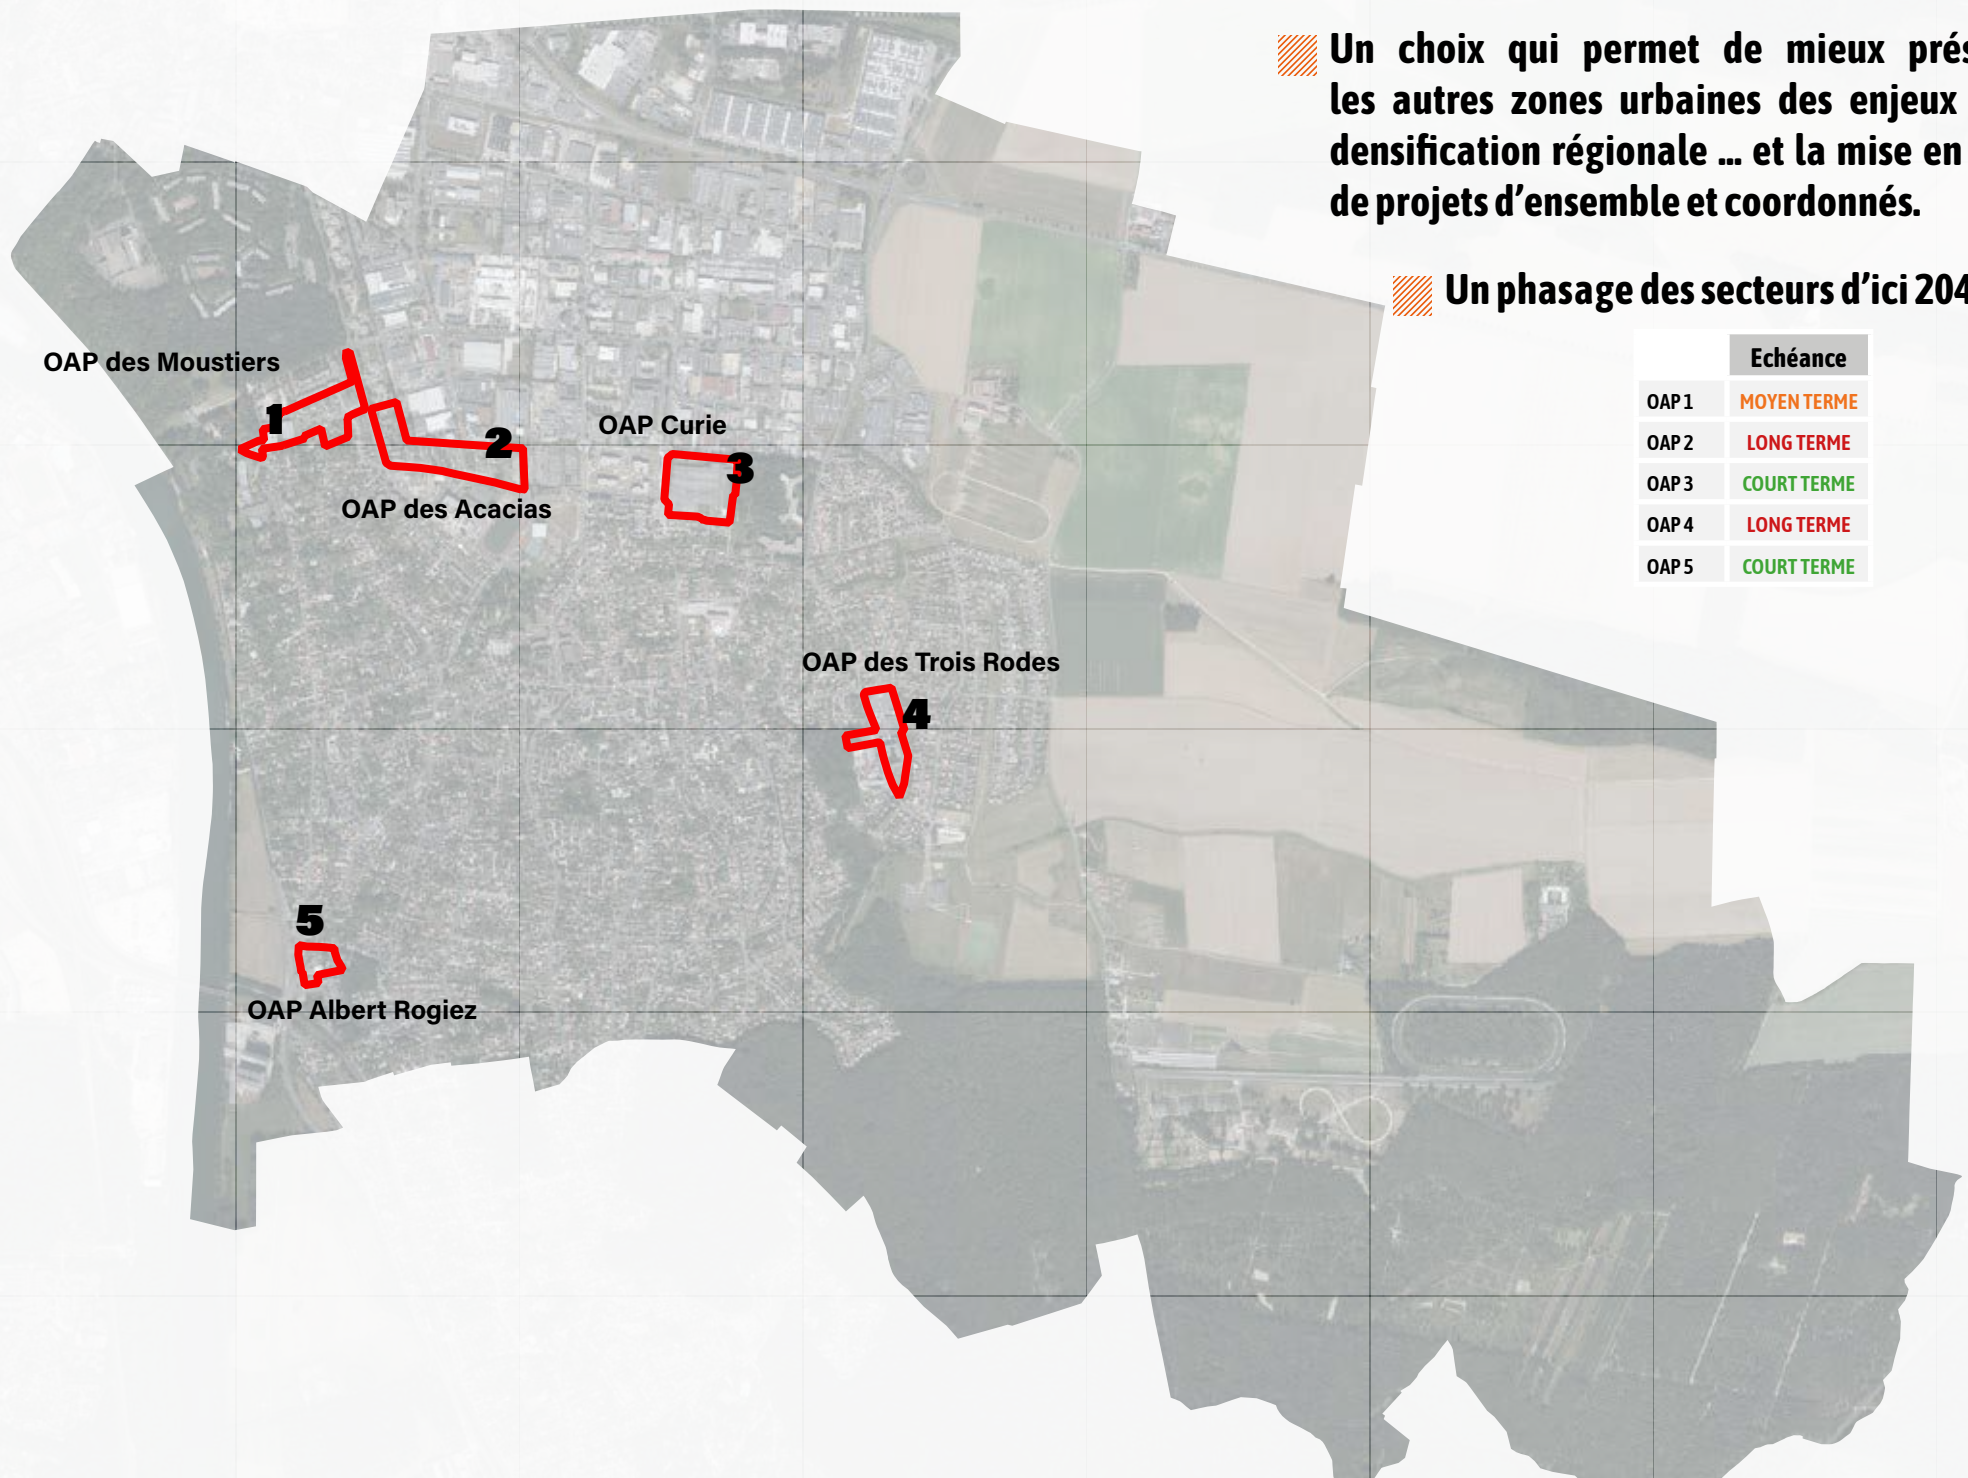 Un choix qui permet de mieux
les autres zones urbaines des enjeux
densification régionale ... et la mise en
de projets d'ensemble et coordonnés.
Un phasage des secteurs d'ici
Echéance
OAP 1 MOYEN TERME
OAP 2 LONG TERME
OAP 3 COURT TERME
OAP 4 LONG TERME
OAP 5 COURT TERME
OAP des Moustiers
1
2
OAP Curie
3
OAP des Acacias
OAP des Trois Rodes
4
5
OAP Albert Rogiez